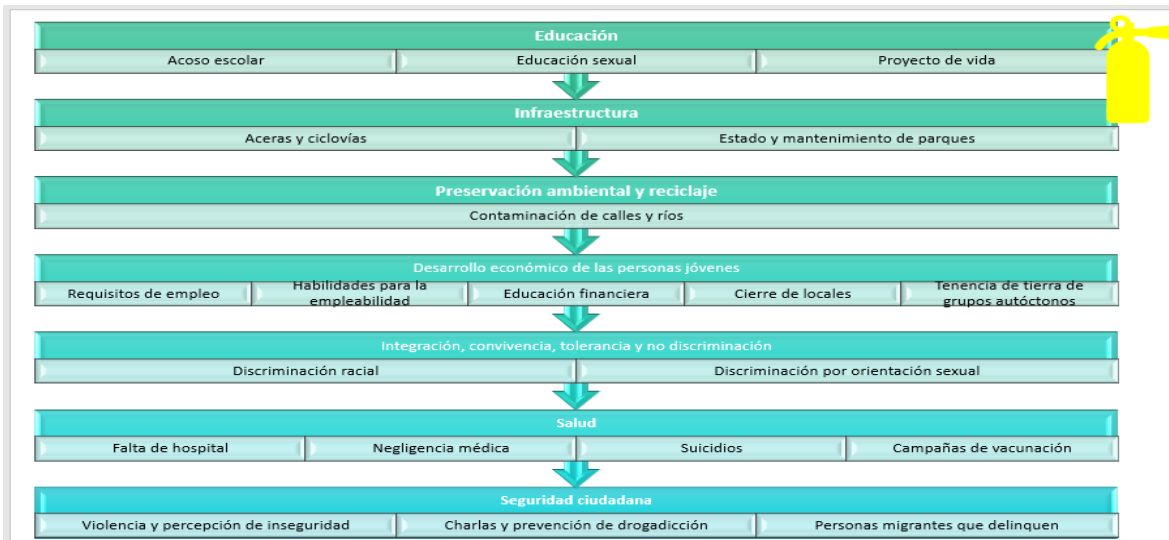 Educación
Acoso escolar
Educación sexual
Proyecto de vida
Infraestructura
Aceras y ciclovías
Estado y mantenimiento de parques
Preservación ambiental y reciclaje
Contaminación de calles y ríos
Desarrollo económico de las personas jóvenes
Requisitos de empleo
Habilidades para la
empleabilidad
Educación financiera
Cierre de locales
Tenencia de tierra de
grupos autóctonos
Integración, convivencia, tolerancia y no discriminación
Discriminación racial
Discriminación por orientación sexual
Salud
Falta de hospital
Negligencia médica
Suicidios
Campañas de vacunación
Seguridad ciudadana
Violencia y percepción de inseguridad
Charlas y prevención de drogadicción
Personas migrantes que delinquen